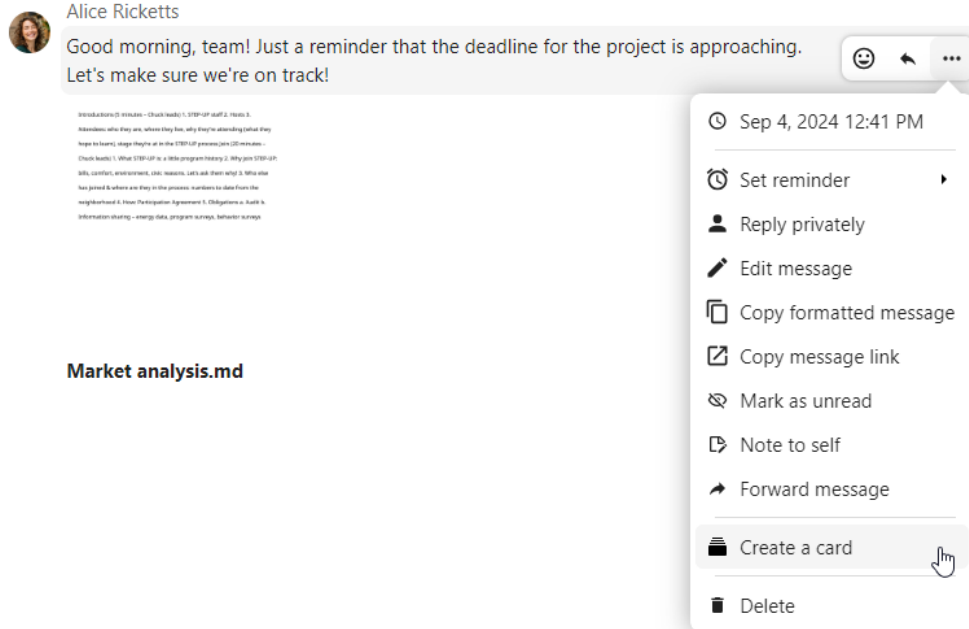 Alice Ricketts
Good morning, team! Just a reminder that the deadline for the project is approaching.
Let's make sure we're on track!
Introductions (5 minutes – Chuck leads) 1. STEP-UP staff 2. Hosts 3.
Attendees: who they are, where they live, why they're attending (what they
hope to learn), stage they're at in the STEP-UP process Join (20 minutes –
Chuck leads) 1. What STEP-UP is: a little program history 2. Why join STEP-UP:
bills, comfort, environment, civic reasons. Let's ask them why! 3. Who else
has joined & where are they in the process: numbers to date from the
neighborhood 4. How: Participation Agreement 5. Obligations a. Audit b.
Information sharing – energy data, program surveys, behavior surveys
Market analysis.md
Sep 4, 2024 12:41 PM
Set reminder
Reply privately
Edit message
Copy formatted message
Copy message link
Mark as unread
Note to self
Forward message
Create a card
Delete